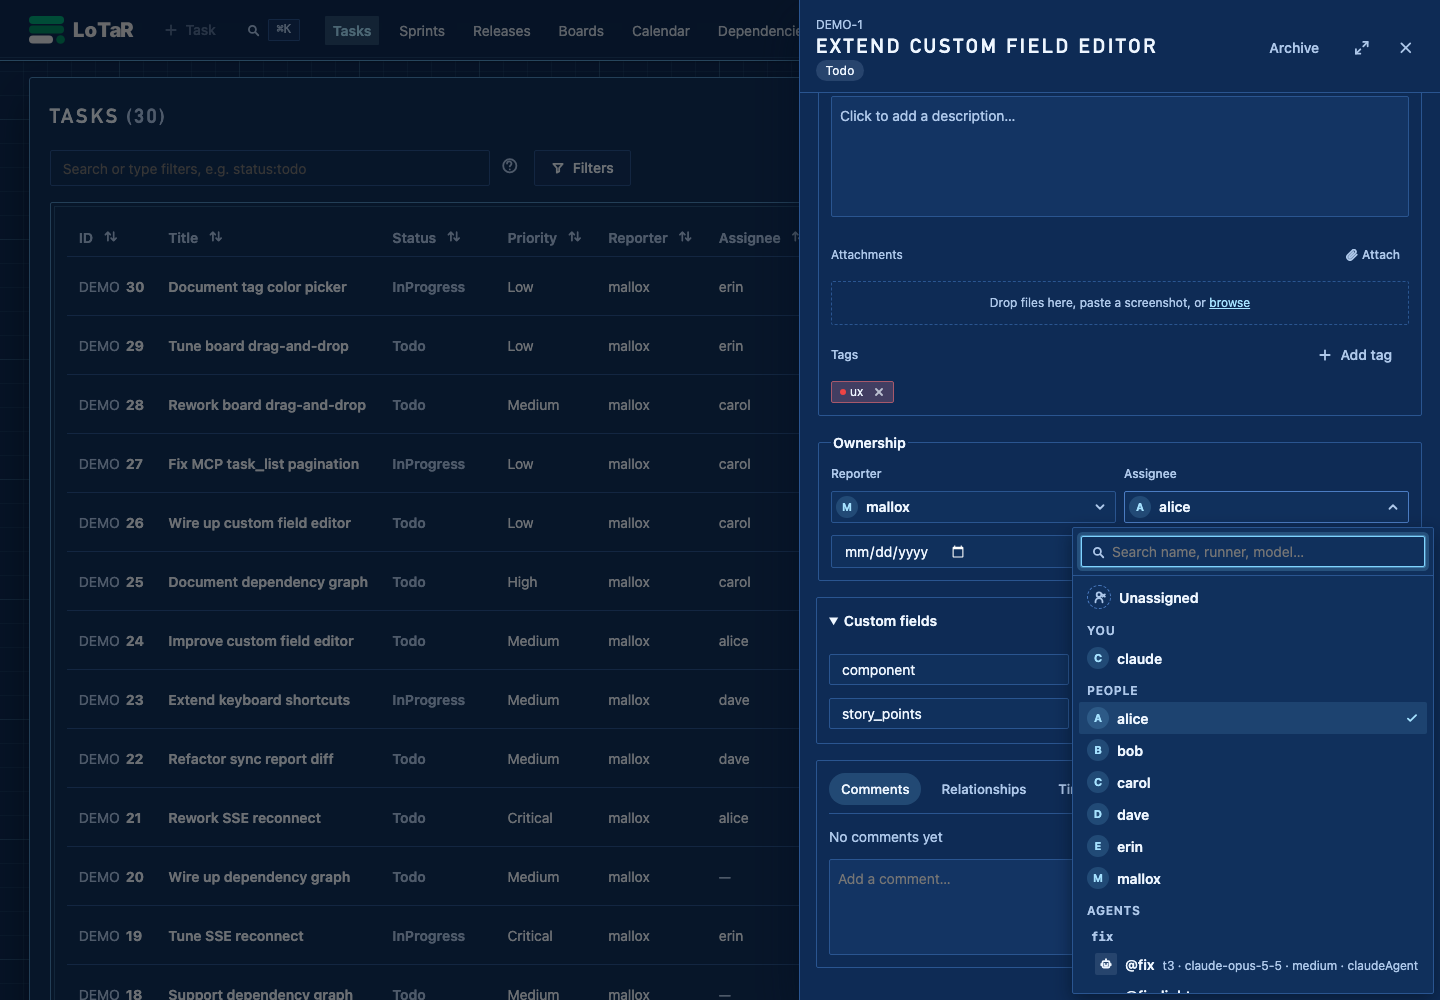 LoTaR
Task
⌘K
Tasks
Sprints
Releases
Boards
Calendar
Dependencie
TASKS (30)
Search or type filters, e.g. status:todo
Filters
ID Title Status Priority Reporter Assignee
DEMO 30 Document tag color picker InProgress Low mallox erin
DEMO 29 Tune board drag-and-drop Todo Low mallox erin
DEMO 28 Rework board drag-and-drop Todo Medium mallox carol
DEMO 27 Fix MCP task_list pagination InProgress Low mallox carol
DEMO 26 Wire up custom field editor Todo Low mallox carol
DEMO 25 Document dependency graph Todo High mallox carol
DEMO 24 Improve custom field editor Todo Medium mallox alice
DEMO 23 Extend keyboard shortcuts InProgress Medium mallox dave
DEMO 22 Refactor sync report diff Todo Medium mallox dave
DEMO 21 Rework SSE reconnect Todo Critical mallox alice
DEMO 20 Wire up dependency graph Todo Medium mallox —
DEMO 19 Tune SSE reconnect InProgress Critical mallox erin
DEMO 18 Support dependency graph Todo Medium mallox —
DEMO-1
EXTEND CUSTOM FIELD EDITOR
Todo
Archive
Click to add a description...
Attachments
Attach
Drop files here, paste a screenshot, or browse
Tags
Add tag
ux
Ownership
Reporter
Assignee
M mallox
A alice
mm/dd/yyyy
Custom fields
component
story_points
Comments
Relationships
No comments yet
Add a comment...
Search name, runner, model...
Unassigned
YOU
C claude
PEOPLE
A alice
B bob
C carol
D dave
E erin
M mallox
AGENTS
fix
@fix t3 · claude-opus-5-5 · medium · claudeAgent